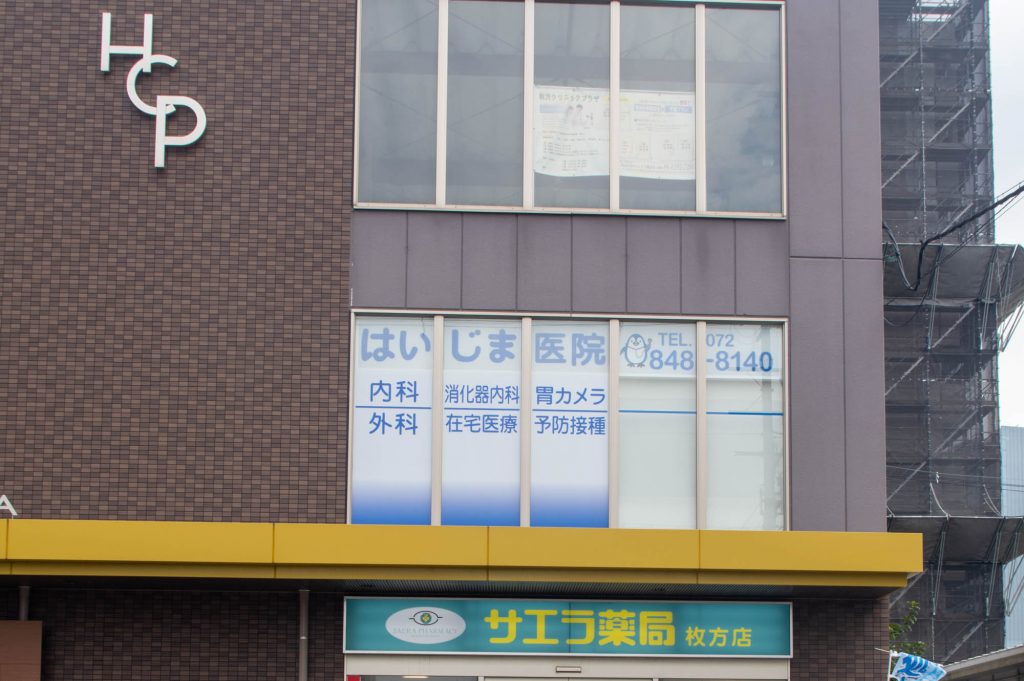 HCP
はいじま医院
TEL. 072
848-8140
内科 消化器内科 胃カメラ
外科 在宅医療 予防接種
A
SAERA PHARMACY
サエラ薬局 枚方店